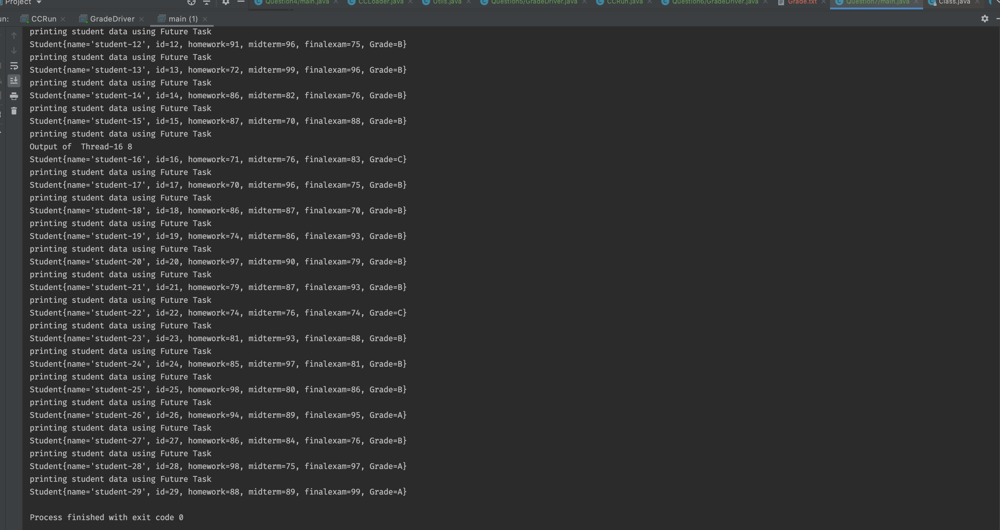 Project
Question4/main.java
CCLoader.java
Utils.java
Question5/GradeDriver.java
CCRun.java
Question6/GradeDriver.java
Grade.txt
Question7/main.java
Class.java
un: CCRun GradeDriver main (1)
printing student data using Future Task
Student{name='student-12', id=12, homework=91, midterm=96, finalexam=75, Grade=B}
printing student data using Future Task
Student{name='student-13', id=13, homework=72, midterm=99, finalexam=96, Grade=B}
printing student data using Future Task
Student{name='student-14', id=14, homework=86, midterm=82, finalexam=76, Grade=B}
printing student data using Future Task
Student{name='student-15', id=15, homework=87, midterm=70, finalexam=88, Grade=B}
printing student data using Future Task
Output of  Thread-16 8
Student{name='student-16', id=16, homework=71, midterm=76, finalexam=83, Grade=C}
printing student data using Future Task
Student{name='student-17', id=17, homework=70, midterm=96, finalexam=75, Grade=B}
printing student data using Future Task
Student{name='student-18', id=18, homework=86, midterm=87, finalexam=70, Grade=B}
printing student data using Future Task
Student{name='student-19', id=19, homework=74, midterm=86, finalexam=93, Grade=B}
printing student data using Future Task
Student{name='student-20', id=20, homework=97, midterm=90, finalexam=79, Grade=B}
printing student data using Future Task
Student{name='student-21', id=21, homework=79, midterm=87, finalexam=93, Grade=B}
printing student data using Future Task
Student{name='student-22', id=22, homework=74, midterm=76, finalexam=74, Grade=C}
printing student data using Future Task
Student{name='student-23', id=23, homework=81, midterm=93, finalexam=88, Grade=B}
printing student data using Future Task
Student{name='student-24', id=24, homework=85, midterm=97, finalexam=81, Grade=B}
printing student data using Future Task
Student{name='student-25', id=25, homework=98, midterm=80, finalexam=86, Grade=B}
printing student data using Future Task
Student{name='student-26', id=26, homework=94, midterm=89, finalexam=95, Grade=A}
printing student data using Future Task
Student{name='student-27', id=27, homework=86, midterm=84, finalexam=76, Grade=B}
printing student data using Future Task
Student{name='student-28', id=28, homework=98, midterm=75, finalexam=97, Grade=A}
printing student data using Future Task
Student{name='student-29', id=29, homework=88, midterm=89, finalexam=99, Grade=A}
Process finished with exit code 0